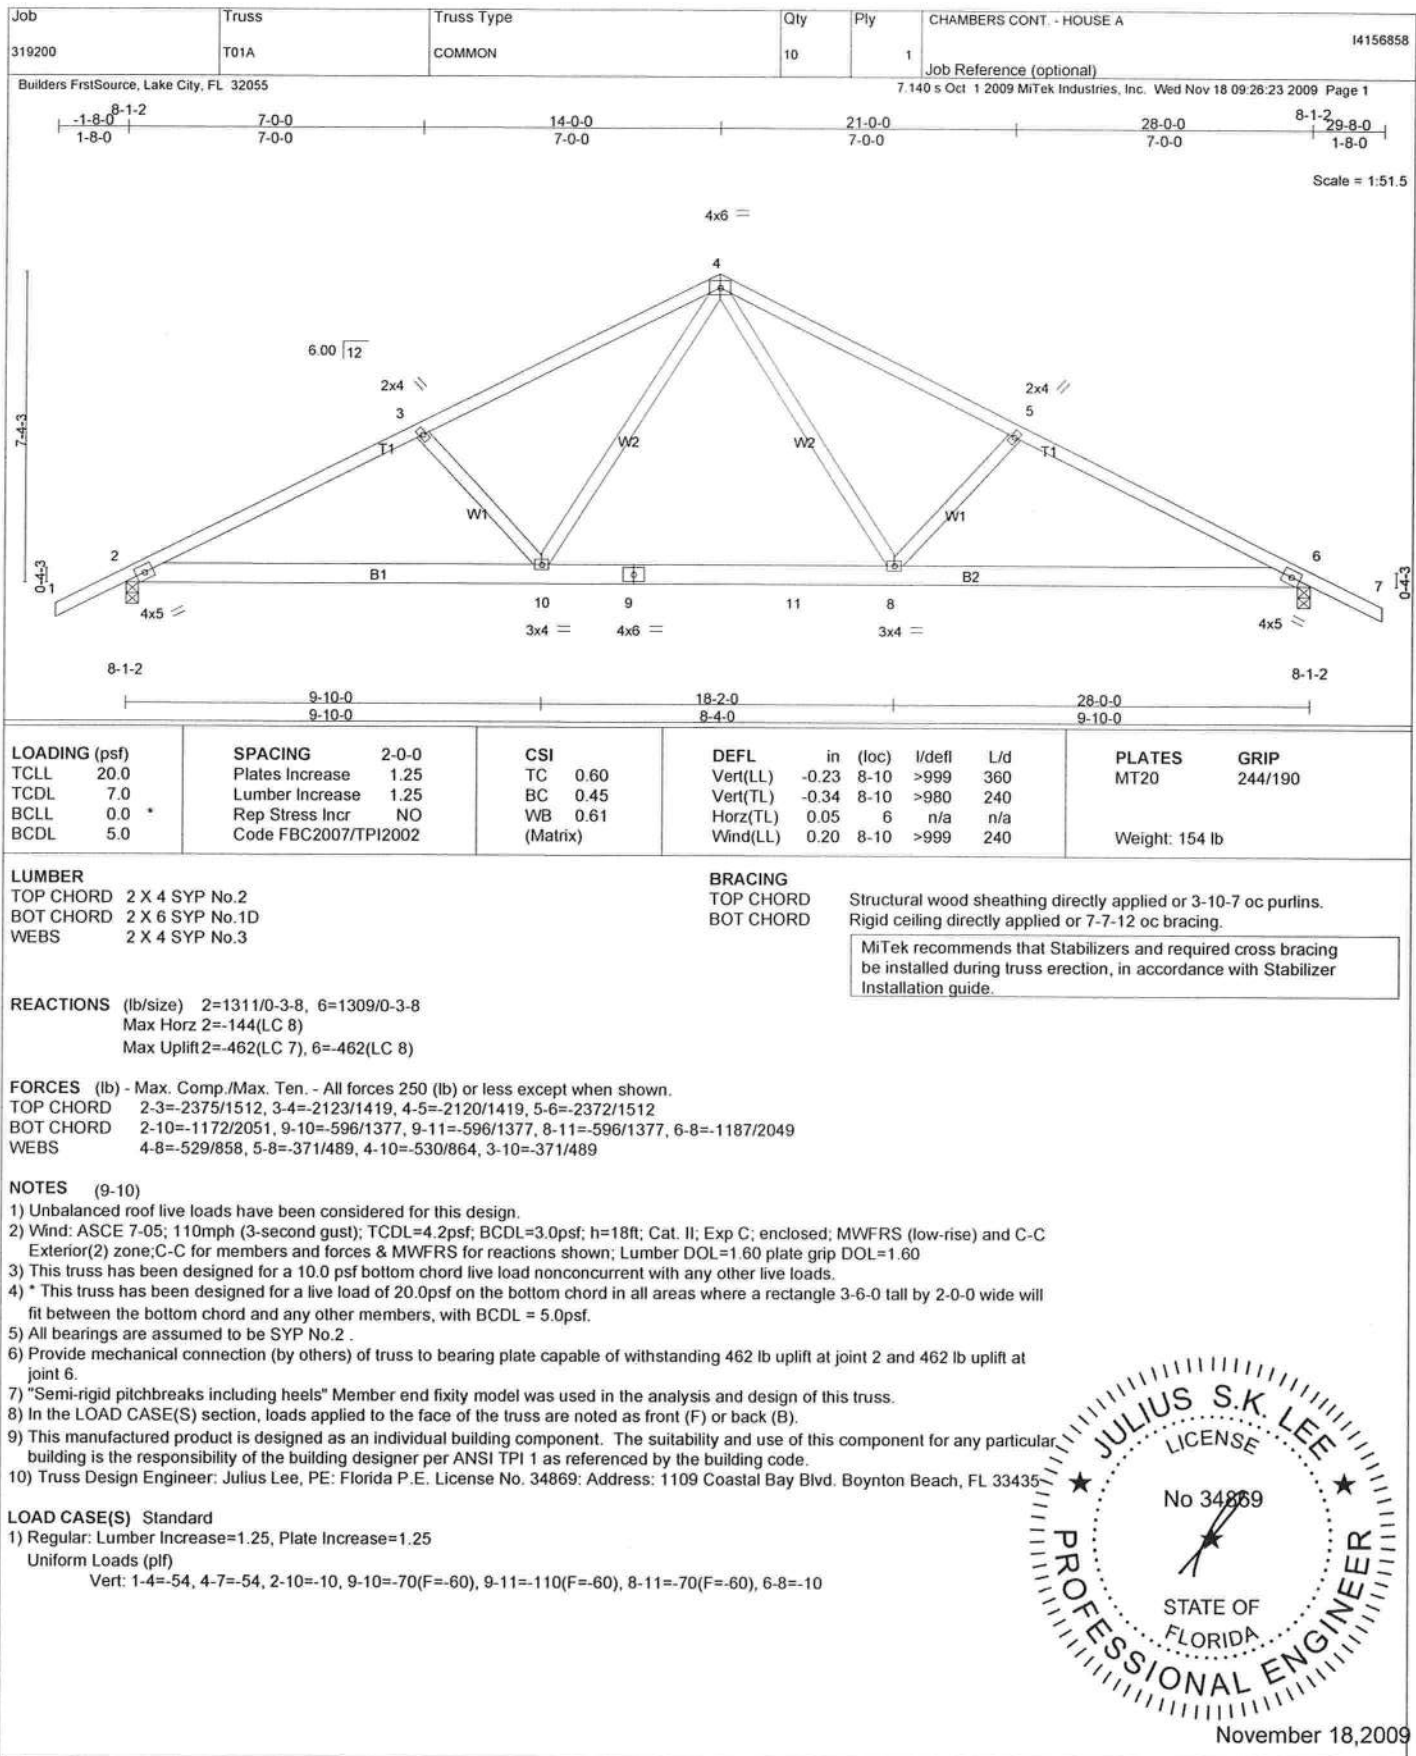 Job Truss Truss Type Qty Ply CHAMBERS CONT. - HOUSE A
319200 T01A COMMON 10 1 I4156858
Job Reference (optional)
Builders FrstSource, Lake City, FL 32055 7.140 s Oct 1 2009 MiTek Industries, Inc. Wed Nov 18 09:26:23 2009 Page 1
-1-8-0 8-1-2 7-0-0 14-0-0 21-0-0 28-0-0 8-1-2 29-8-0
1-8-0 7-0-0 7-0-0 7-0-0 7-0-0 1-8-0
Scale = 1:51.5
4x6 =
4
6.00 12
2x4 \\ 2x4 //
3 5
7-4-3
T1 W2 W2 T1
W1 W1
2 6
0-4-3 1 B1 B2 7 0-4-3
4x5 = 10 9 11 8 4x5 =
3x4 = 4x6 = 3x4 =
8-1-2 8-1-2
9-10-0 18-2-0 28-0-0
9-10-0 8-4-0 9-10-0
LOADING (psf)
TCLL 20.0
TCDL 7.0
BCLL 0.0 *
BCDL 5.0
SPACING 2-0-0
Plates Increase 1.25
Lumber Increase 1.25
Rep Stress Incr NO
Code FBC2007/TPI2002
CSI
TC 0.60
BC 0.45
WB 0.61
(Matrix)
DEFL in (loc) l/defl L/d
Vert(LL) -0.23 8-10 >999 360
Vert(TL) -0.34 8-10 >980 240
Horz(TL) 0.05 6 n/a n/a
Wind(LL) 0.20 8-10 >999 240
PLATES GRIP
MT20 244/190
Weight: 154 lb
LUMBER
TOP CHORD 2 X 4 SYP No.2
BOT CHORD 2 X 6 SYP No.1D
WEBS 2 X 4 SYP No.3
BRACING
TOP CHORD Structural wood sheathing directly applied or 3-10-7 oc purlins.
BOT CHORD Rigid ceiling directly applied or 7-7-12 oc bracing.
MiTek recommends that Stabilizers and required cross bracing
be installed during truss erection, in accordance with Stabilizer
Installation guide.
REACTIONS (lb/size) 2=1311/0-3-8, 6=1309/0-3-8
Max Horz 2=-144(LC 8)
Max Uplift 2=-462(LC 7), 6=-462(LC 8)
FORCES (lb) - Max. Comp./Max. Ten. - All forces 250 (lb) or less except when shown.
TOP CHORD 2-3=-2375/1512, 3-4=-2123/1419, 4-5=-2120/1419, 5-6=-2372/1512
BOT CHORD 2-10=-1172/2051, 9-10=-596/1377, 9-11=-596/1377, 8-11=-596/1377, 6-8=-1187/2049
WEBS 4-8=-529/858, 5-8=-371/489, 4-10=-530/864, 3-10=-371/489
NOTES (9-10)
1) Unbalanced roof live loads have been considered for this design.
2) Wind: ASCE 7-05; 110mph (3-second gust); TCDL=4.2psf; BCDL=3.0psf; h=18ft; Cat. II; Exp C; enclosed; MWFRS (low-rise) and C-C
Exterior(2) zone;C-C for members and forces & MWFRS for reactions shown; Lumber DOL=1.60 plate grip DOL=1.60
3) This truss has been designed for a 10.0 psf bottom chord live load nonconcurrent with any other live loads.
4) * This truss has been designed for a live load of 20.0psf on the bottom chord in all areas where a rectangle 3-6-0 tall by 2-0-0 wide will
fit between the bottom chord and any other members, with BCDL = 5.0psf.
5) All bearings are assumed to be SYP No.2 .
6) Provide mechanical connection (by others) of truss to bearing plate capable of withstanding 462 lb uplift at joint 2 and 462 lb uplift at
joint 6.
7) "Semi-rigid pitchbreaks including heels" Member end fixity model was used in the analysis and design of this truss.
8) In the LOAD CASE(S) section, loads applied to the face of the truss are noted as front (F) or back (B).
9) This manufactured product is designed as an individual building component. The suitability and use of this component for any particular
building is the responsibility of the building designer per ANSI TPI 1 as referenced by the building code.
10) Truss Design Engineer: Julius Lee, PE: Florida P.E. License No. 34869: Address: 1109 Coastal Bay Blvd. Boynton Beach, FL 33435
LOAD CASE(S) Standard
1) Regular: Lumber Increase=1.25, Plate Increase=1.25
Uniform Loads (plf)
Vert: 1-4=-54, 4-7=-54, 2-10=-10, 9-10=-70(F=-60), 9-11=-110(F=-60), 8-11=-70(F=-60), 6-8=-10
JULIUS S.K. LEE
LICENSE
No 34869
STATE OF
FLORIDA
PROFESSIONAL ENGINEER
November 18,2009